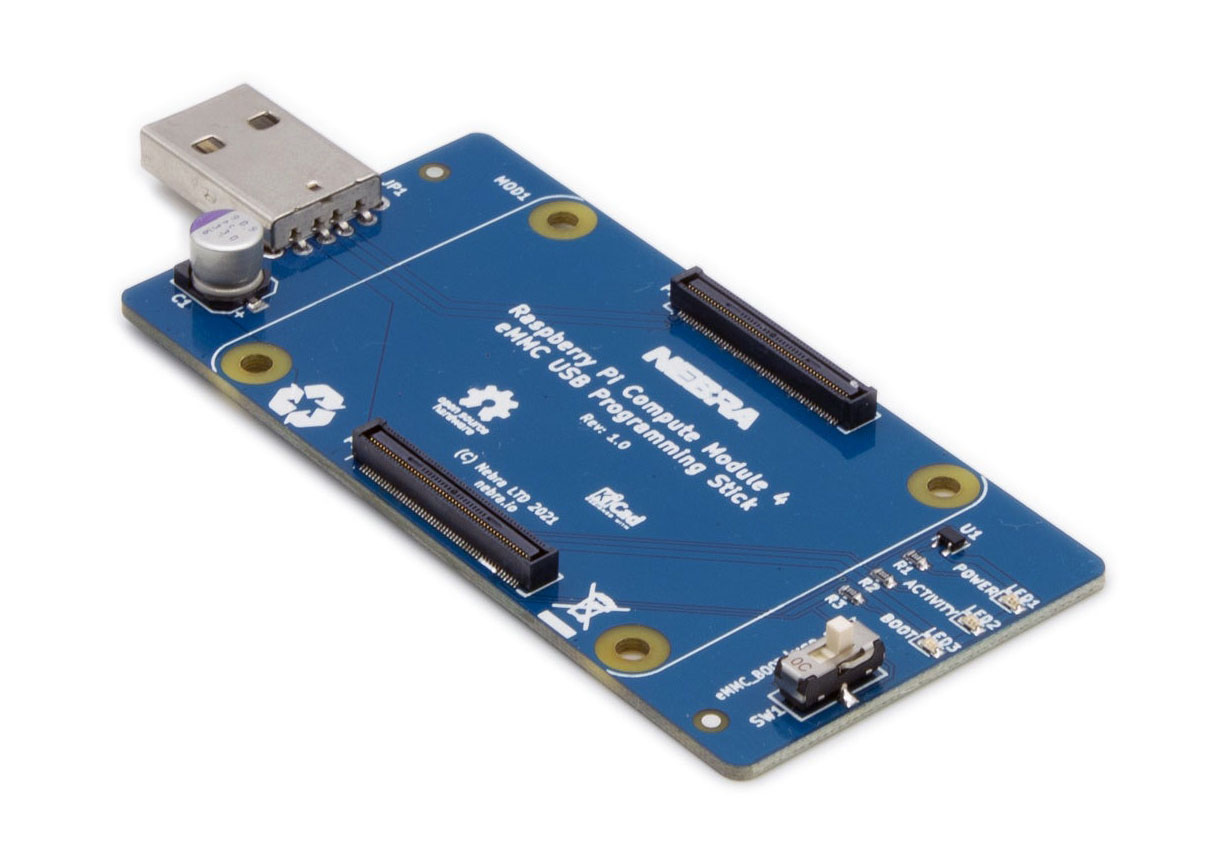 JP1
MOD1
C1
+
Raspberry Pi Compute Module 4
eMMC USB Programming Stick
Rev: 1.0
NEBRA
open source
hardware
(C) Nebra LTD 2021
nebra.io
KiCad
U1
R1
R2
R3
POWER
LED1
ACTIVITY
LED2
BOOT
LED3
SW1